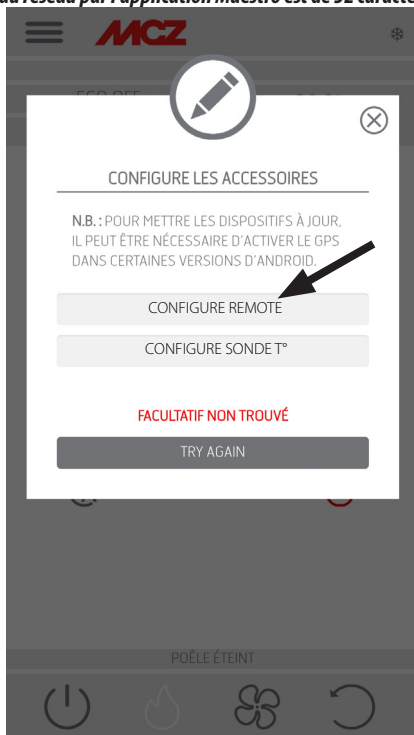 du réseau par l'application Maestro est de 32 caractè
MCZ
CONFIGURE LES ACCESSOIRES
N.B. : POUR METTRE LES DISPOSITIFS À JOUR,
IL PEUT ÊTRE NÉCESSAIRE D'ACTIVER LE GPS
DANS CERTAINES VERSIONS D'ANDROID.
CONFIGURE REMOTE
CONFIGURE SONDE T°
FACULTATIF NON TROUVÉ
TRY AGAIN
POÊLE ÉTEINT